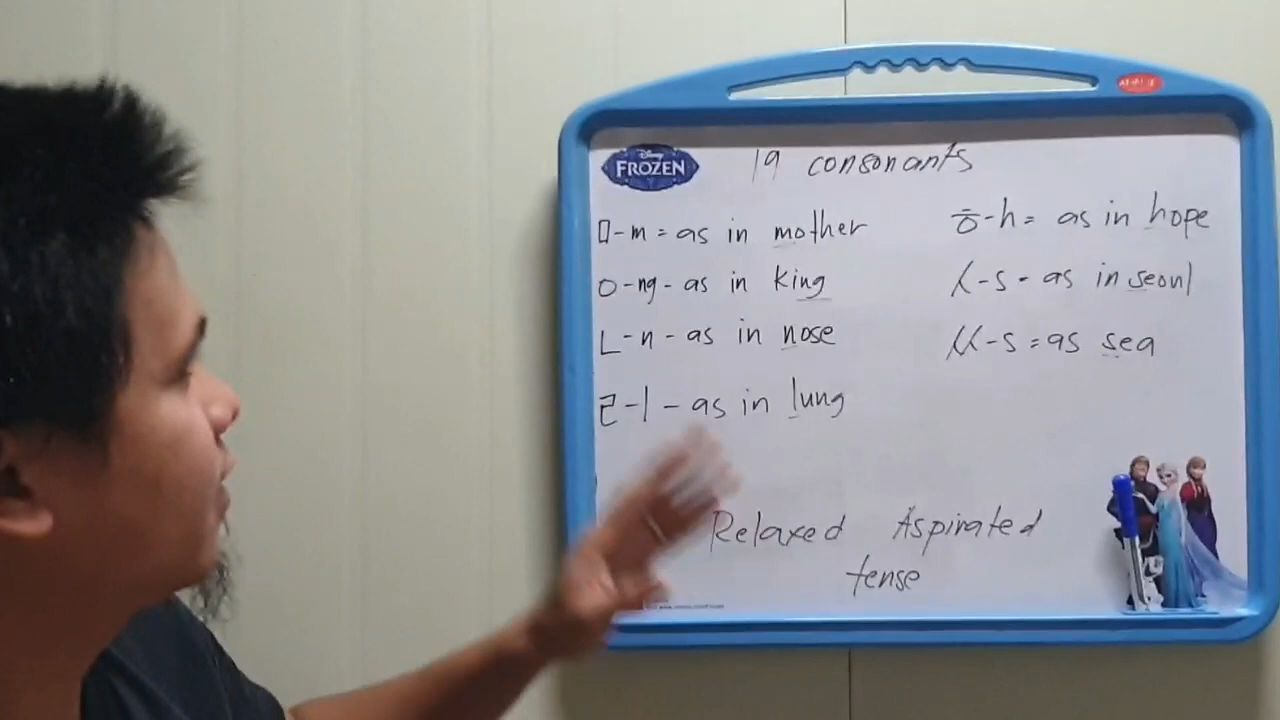 Disney
FROZEN
19 consonants
ㅁ-m = as in mother
ㅇ-ng - as in king
ㄴ-n - as in nose
ㄹ-l - as in lung
ㅎ-h = as in hope
ㅅ-s - as in seoul
ㅆ-s = as sea
Relaxed Aspirated
tense